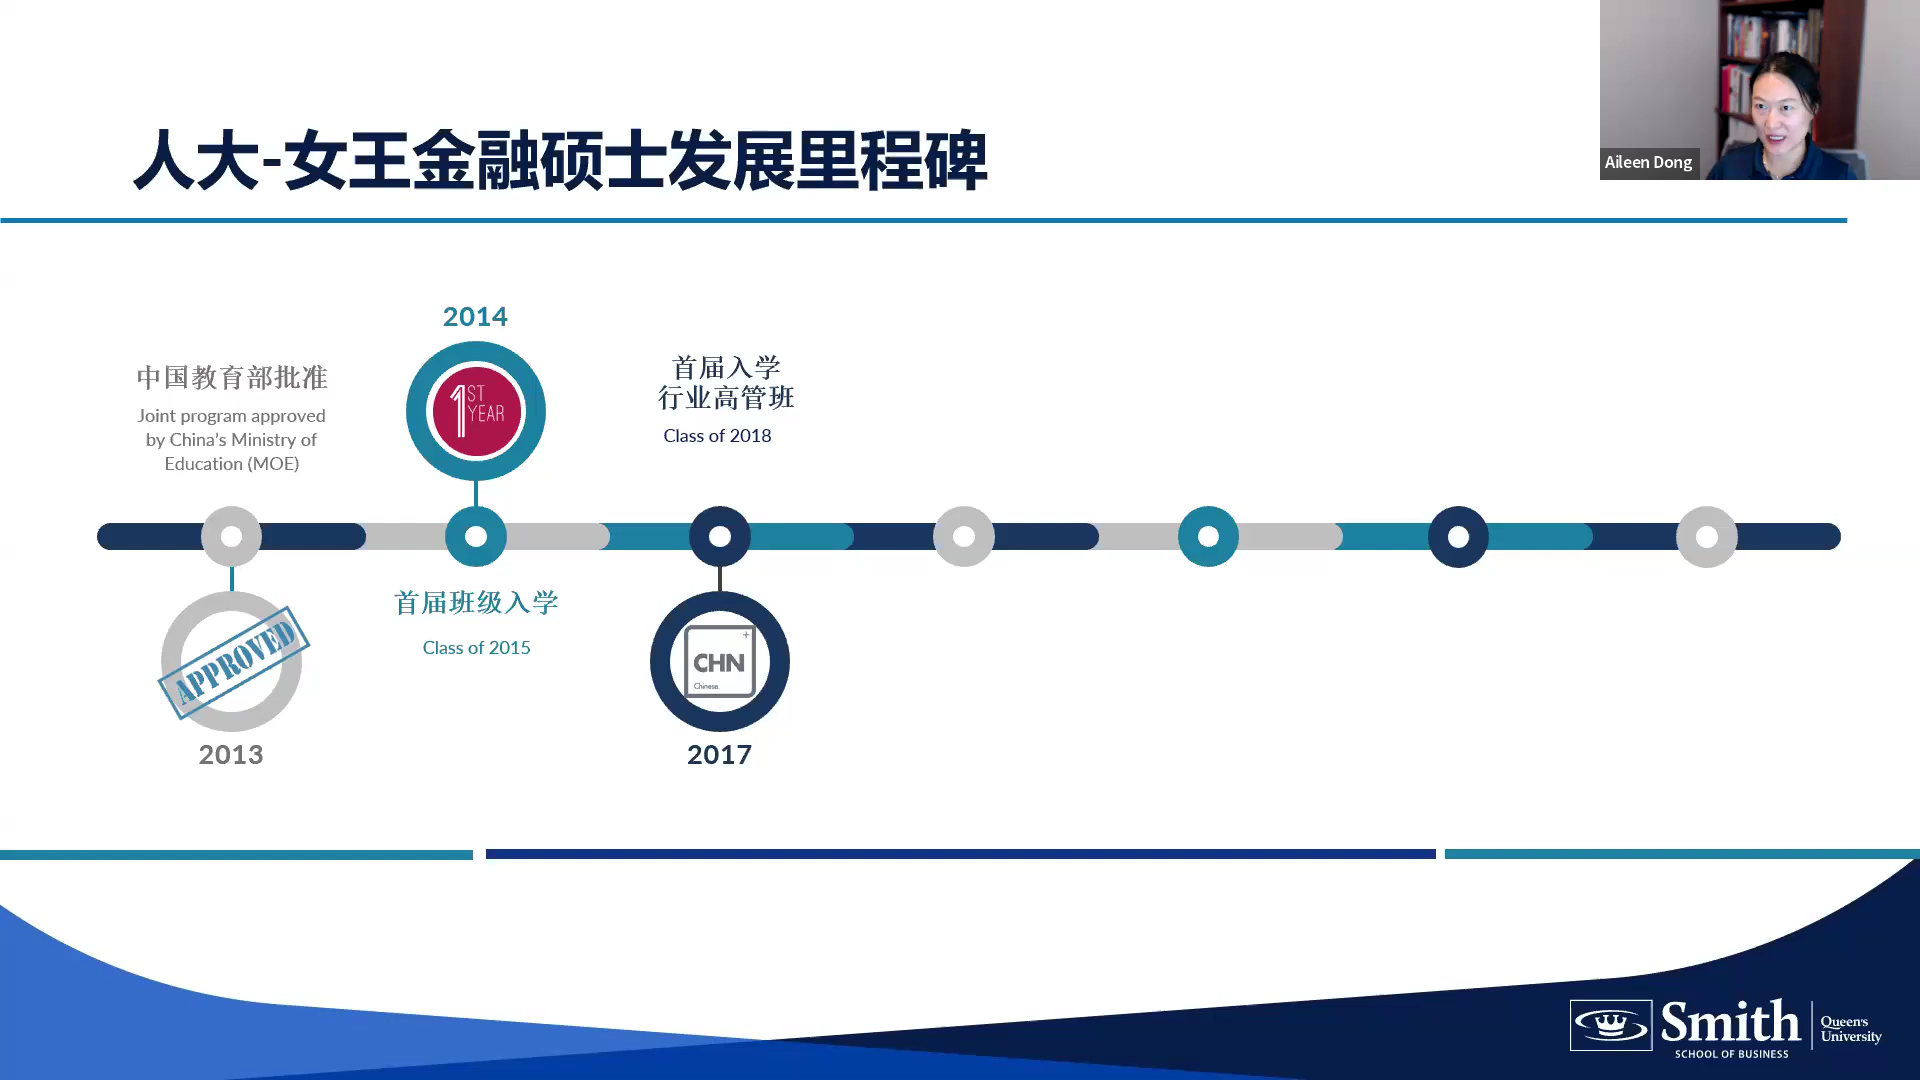 人大-女王金融硕士发展里程碑
Aileen Dong
中国教育部批准
Joint program approved
by China's Ministry of
Education (MOE)
APPROVED
2013
2014
1ST
YEAR
首届班级入学
Class of 2015
首届入学
行业高管班
Class of 2018
+
CHN
Chinese
2017
Smith
SCHOOL OF BUSINESS
Queen's
University